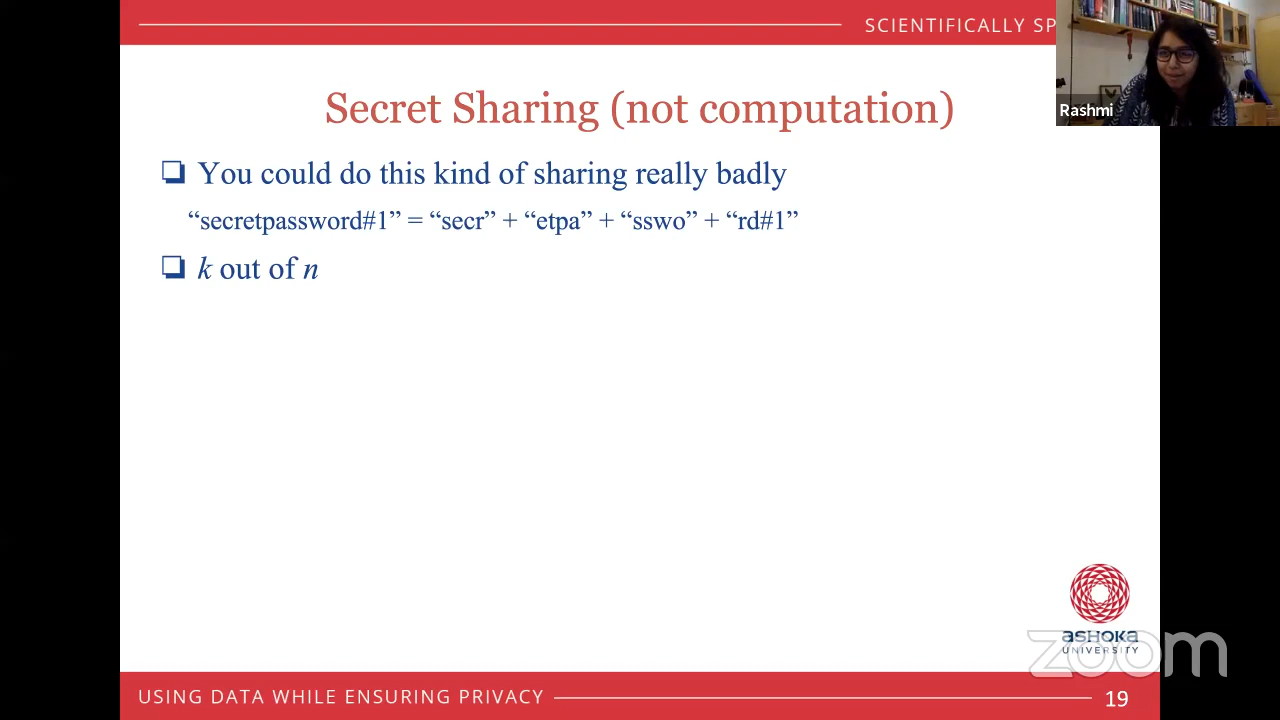 SCIENTIFICALLY SP
Rashmi
Secret Sharing (not computation)
❏ You could do this kind of sharing really badly
“secretpassword#1” = “secr” + “etpa” + “sswo” + “rd#1”
❏ k out of n
ASHOKA
UNIVERSITY
zoom
USING DATA WHILE ENSURING PRIVACY
19